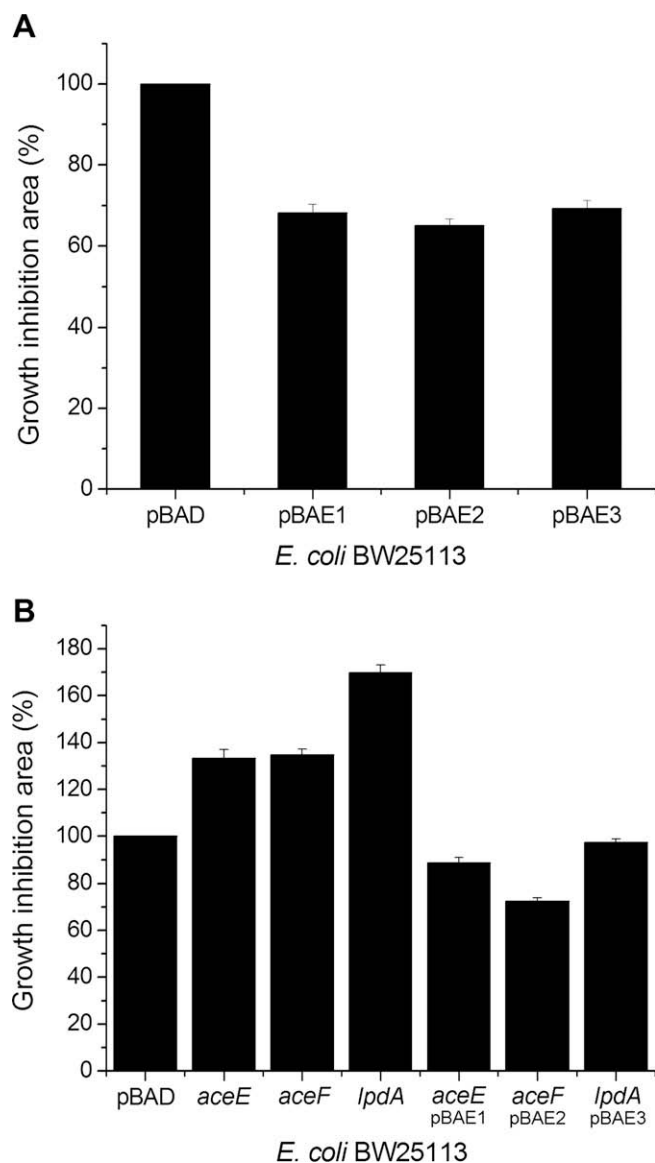 A
Growth inhibition area (%)
100
80
60
40
20
0
pBAD pBAE1 pBAE2 pBAE3
E. coli BW25113
B
Growth inhibition area (%)
180
160
140
120
100
80
60
40
20
0
pBAD aceE aceF lpdA aceE aceF lpdA
pBAE1 pBAE2 pBAE3
E. coli BW25113